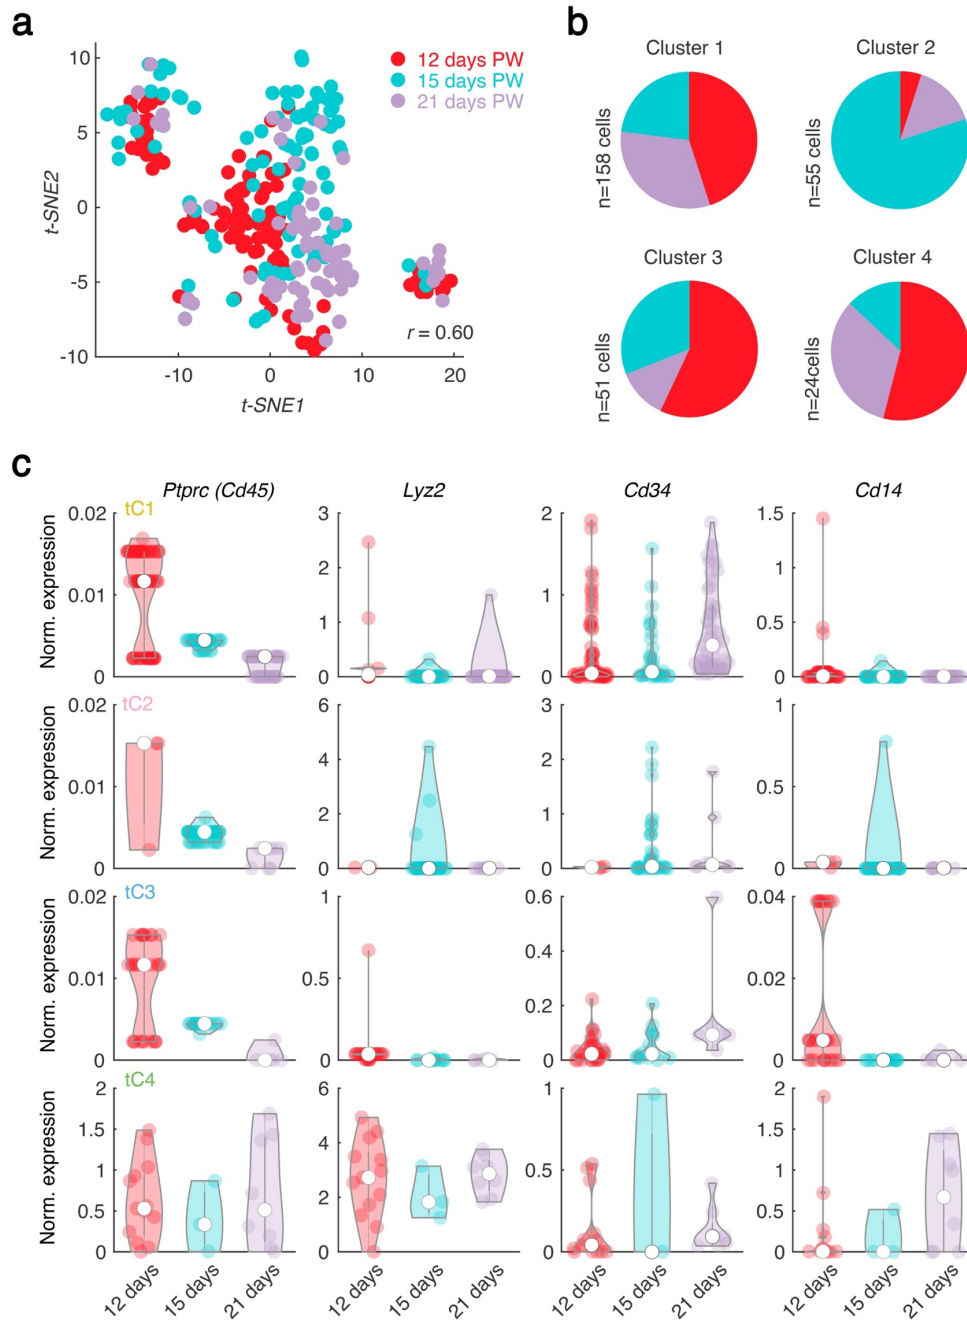 a
10
5
0
-5
-10
t-SNE2
-10 0 10 20
t-SNE1
12 days PW
15 days PW
21 days PW
r = 0.60
b
Cluster 1
n=158 cells
Cluster 2
n=55 cells
Cluster 3
n=51 cells
Cluster 4
n=24cells
c
Ptprc (Cd45) Lyz2 Cd34 Cd14
tC1
Norm. expression
0.02
0.01
0
3
2
1
0
2
1
0
1.5
1
0.5
0
tC2
Norm. expression
0.02
0.01
0
6
4
2
0
3
2
1
0
1
0.5
0
tC3
Norm. expression
0.02
0.01
0
1
0.5
0
0.6
0.4
0.2
0
0.04
0.02
0
tC4
Norm. expression
2
1.5
1
0.5
0
6
4
2
0
1
0.5
0
2
1.5
1
0.5
0
12 days 15 days 21 days 12 days 15 days 21 days 12 days 15 days 21 days 12 days 15 days 21 days